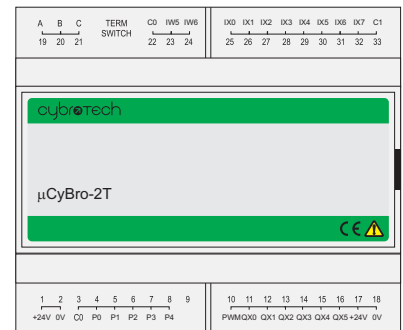 A B C TERM SWITCH C0 IW5 IW6 IX0 IX1 IX2 IX3 IX4 IX5 IX6 IX7 C1
19 20 21 22 23 24 25 26 27 28 29 30 31 32 33
cybrotech
µCyBro-2T
CE
1 2 3 4 5 6 7 8 9 10 11 12 13 14 15 16 17 18
+24V 0V C0 P0 P1 P2 P3 P4 PWM QX0 QX1 QX2 QX3 QX4 QX5 +24V 0V